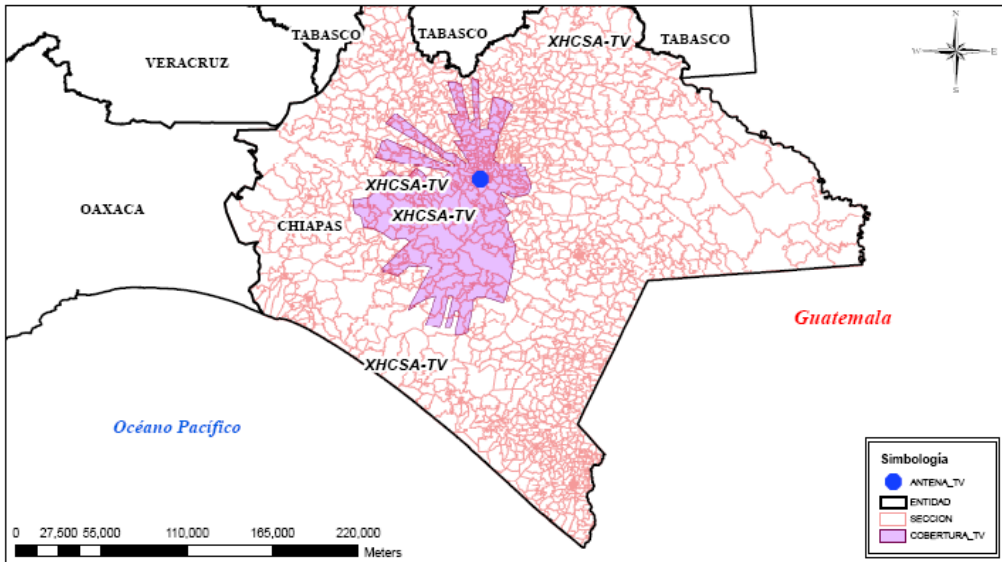 TABASCO
TABASCO
XHCSA-TV
TABASCO
N
W E
S
VERACRUZ
XHCSA-TV
OAXACA
XHCSA-TV
CHIAPAS
Guatemala
XHCSA-TV
Océano Pacífico
Simbología
ANTENA_TV
ENTIDAD
SECCION
COBERTURA_TV
0 27,500 55,000 110,000 165,000 220,000
Meters